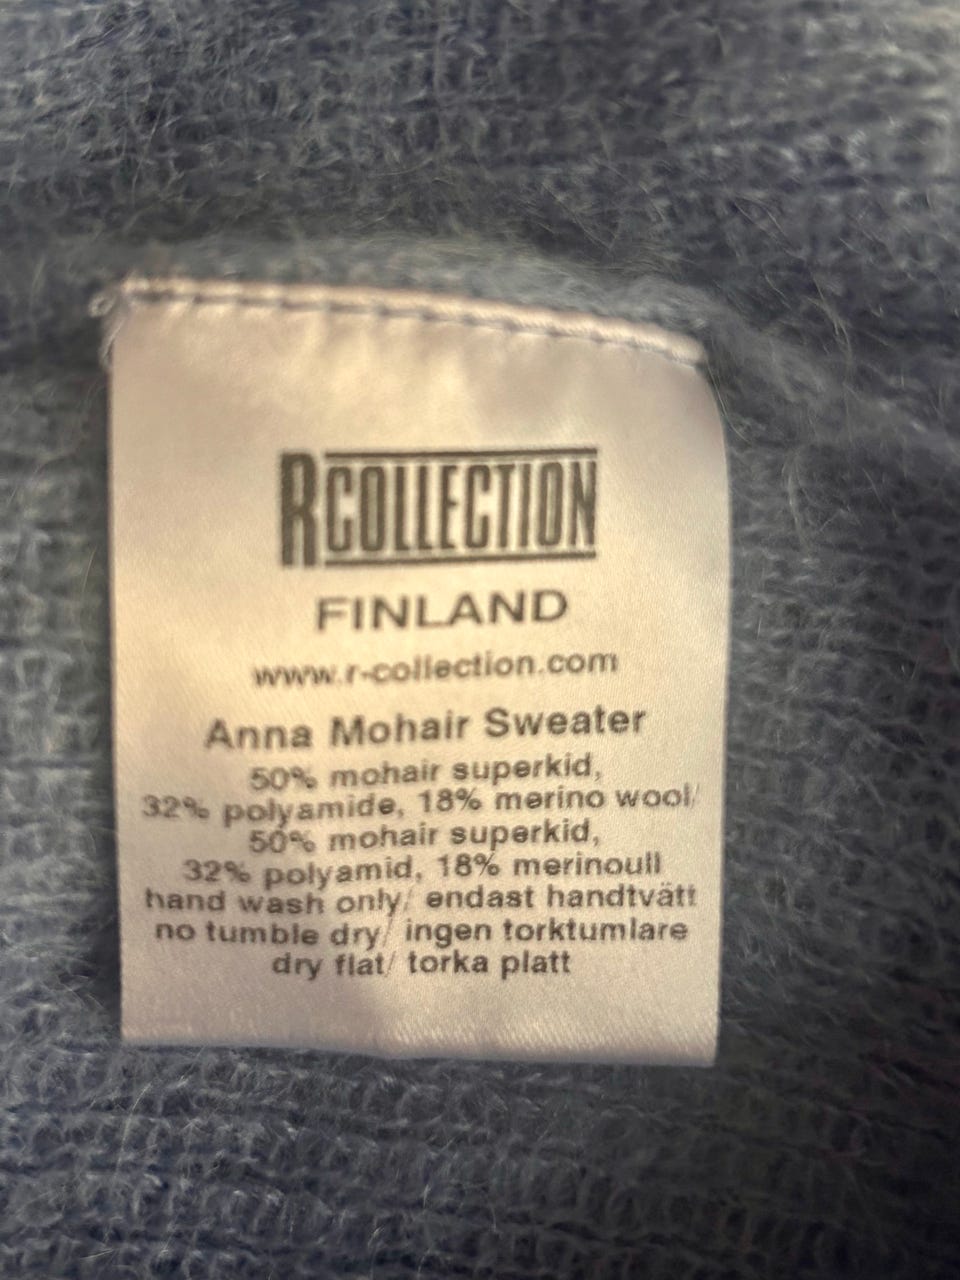 RCOLLECTION
FINLAND
www.r-collection.com
Anna Mohair Sweater
50% mohair superkid,
32% polyamide, 18% merino wool/
50% mohair superkid,
32% polyamid, 18% merinoull
hand wash only/ endast handtvätt
no tumble dry/ ingen torktumlare
dry flat/ torka platt